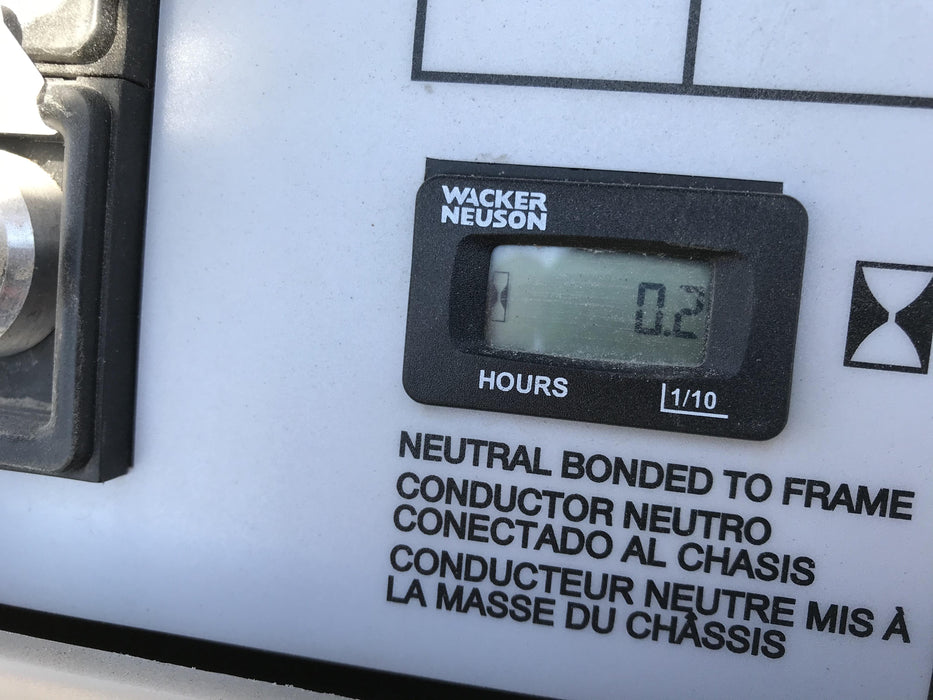 WACKER
NEUSON
0.2
HOURS
1/10
NEUTRAL BONDED TO FRAME
CONDUCTOR NEUTRO
CONECTADO AL CHASIS
CONDUCTEUR NEUTRE MIS À
LA MASSE DU CHÂSSIS